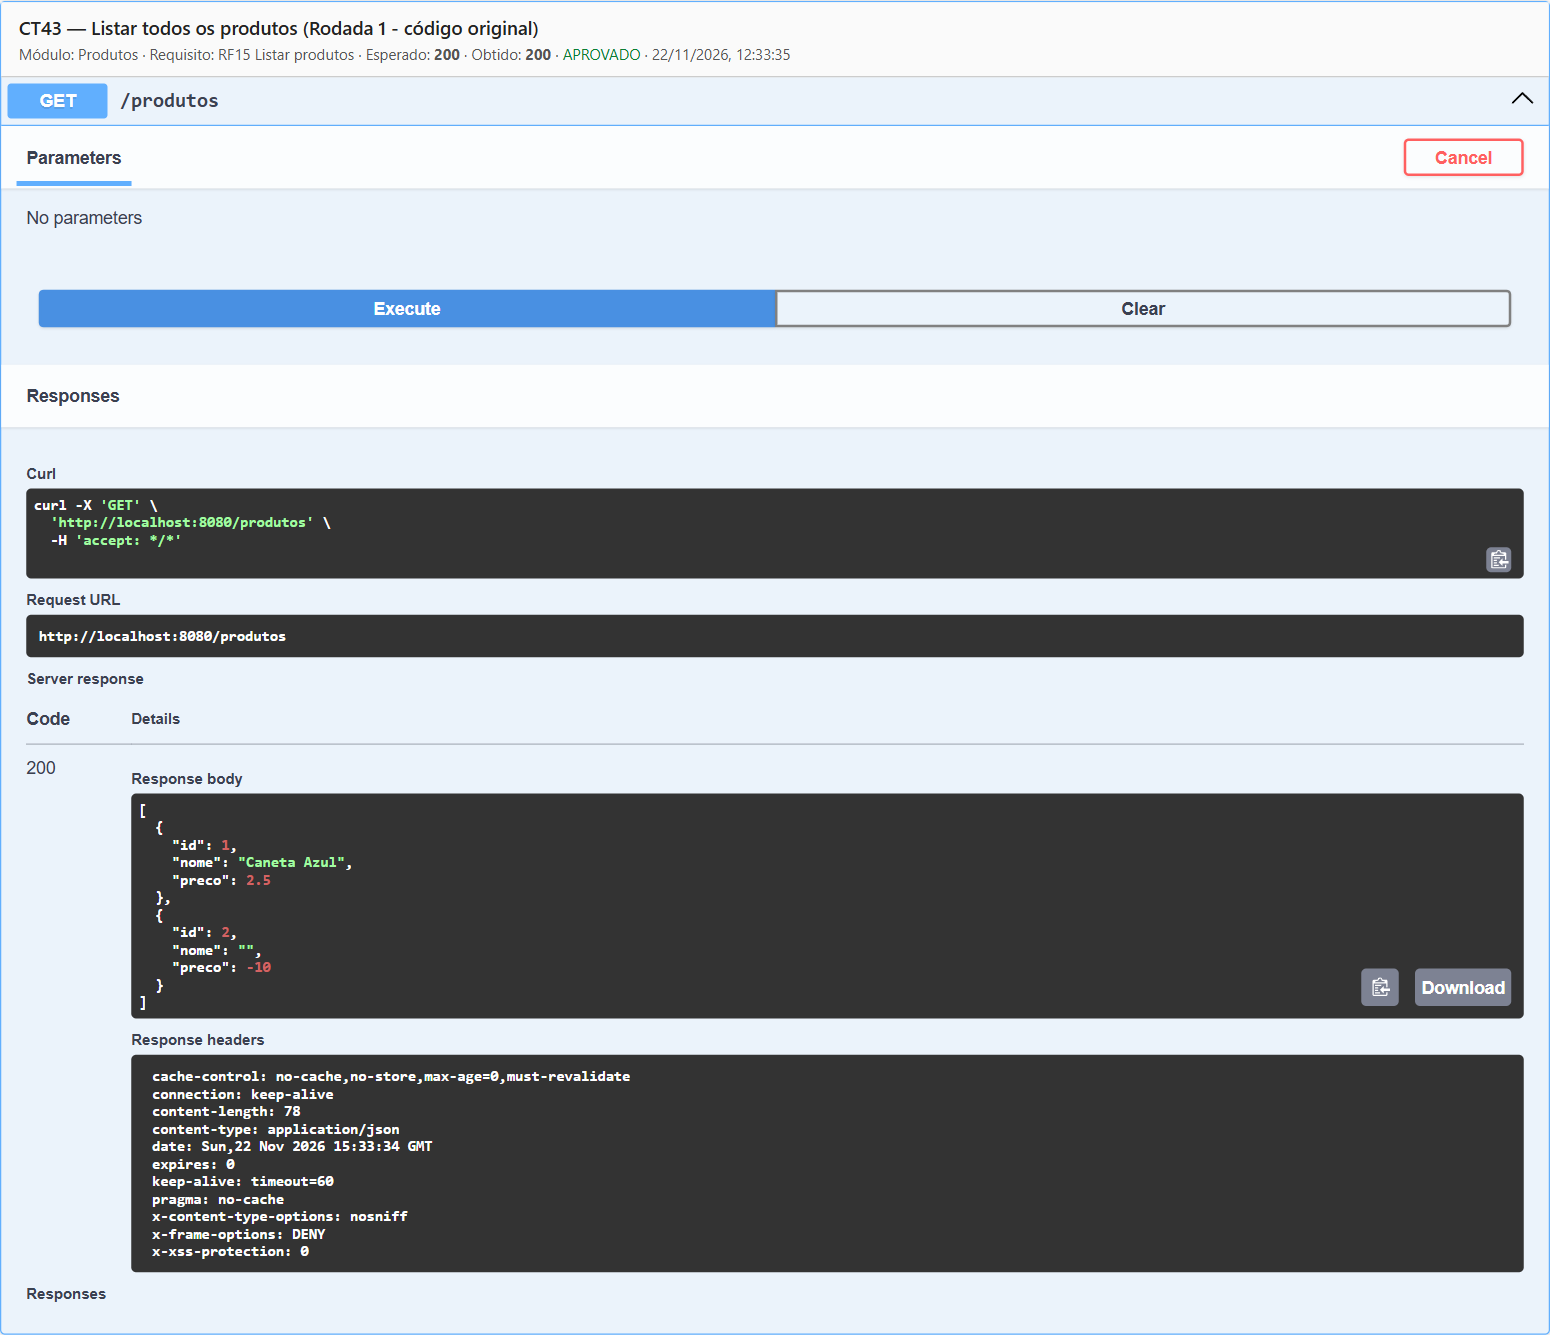 CT43 — Listar todos os produtos (Rodada 1 - código original)
Módulo: Produtos · Requisito: RF15 Listar produtos · Esperado: 200 · Obtido: 200 · APROVADO · 22/11/2026, 12:33:35
GET /produtos
Parameters
Cancel
No parameters
Execute
Clear
Responses
Curl
curl -X 'GET' \
  'http://localhost:8080/produtos' \
  -H 'accept: */*'
Request URL
http://localhost:8080/produtos
Server response
Code Details
200
Response body
[
  {
    "id": 1,
    "nome": "Caneta Azul",
    "preco": 2.5
  },
  {
    "id": 2,
    "nome": "",
    "preco": -10
  }
]
Download
Response headers
cache-control: no-cache,no-store,max-age=0,must-revalidate
connection: keep-alive
content-length: 78
content-type: application/json
date: Sun,22 Nov 2026 15:33:34 GMT
expires: 0
keep-alive: timeout=60
pragma: no-cache
x-content-type-options: nosniff
x-frame-options: DENY
x-xss-protection: 0
Responses